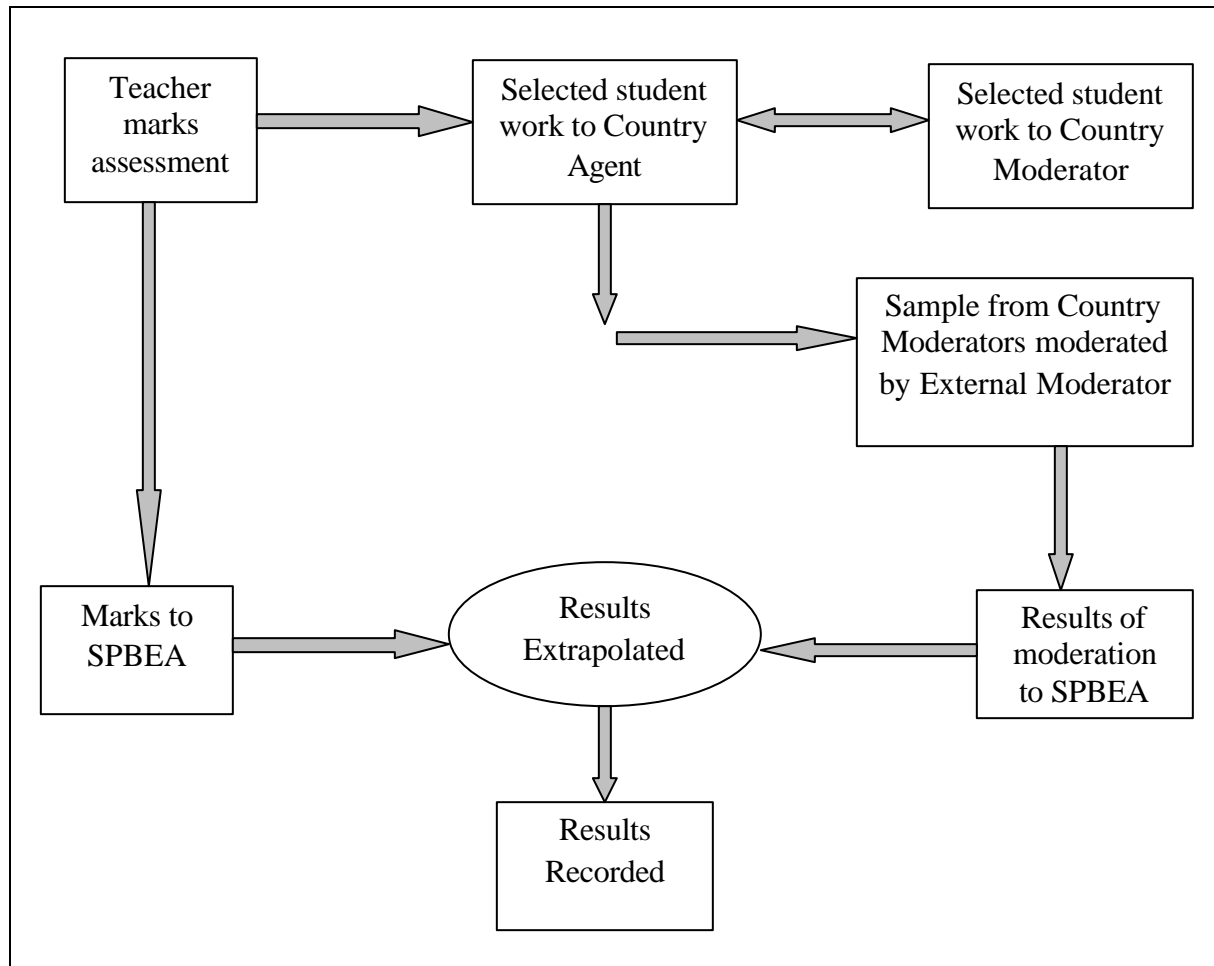 Teacher
marks
assessment
Selected student
work to Country
Agent
Selected student
work to Country
Moderator
Sample from Country
Moderators moderated
by External Moderator
Marks to
SPBEA
Results
Extrapolated
Results of
moderation
to SPBEA
Results
Recorded